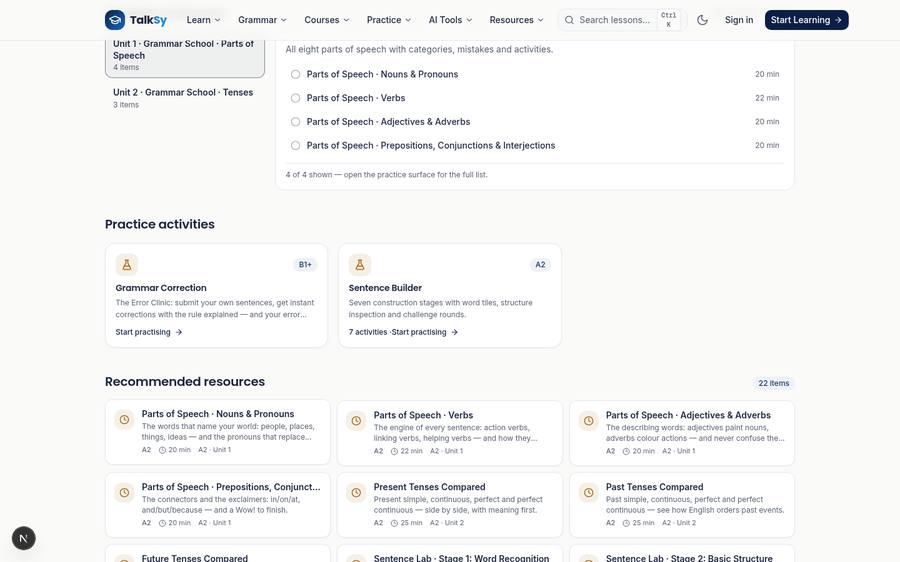 TalkSy
Learn
Grammar
Courses
Practice
AI Tools
Resources
Search lessons...
Ctrl K
Sign in
Start Learning →
Unit 1 · Grammar School · Parts of
Speech
4 items
Unit 2 · Grammar School · Tenses
3 items
All eight parts of speech with categories, mistakes and activities.
Parts of Speech · Nouns & Pronouns 20 min
Parts of Speech · Verbs 22 min
Parts of Speech · Adjectives & Adverbs 20 min
Parts of Speech · Prepositions, Conjunctions & Interjections 20 min
4 of 4 shown — open the practice surface for the full list.
Practice activities
B1+
Grammar Correction
The Error Clinic: submit your own sentences, get instant
corrections with the rule explained — and your error...
Start practising →
A2
Sentence Builder
Seven construction stages with word tiles, structure
inspection and challenge rounds.
7 activities ·Start practising →
Recommended resources
22 items
Parts of Speech · Nouns & Pronouns
The words that name your world: people, places,
things, ideas — and the pronouns that replace...
A2 20 min A2 · Unit 1
Parts of Speech · Verbs
The engine of every sentence: action verbs,
linking verbs, helping verbs — and how they...
A2 22 min A2 · Unit 1
Parts of Speech · Adjectives & Adverbs
The describing words: adjectives paint nouns,
adverbs colour actions — and never confuse the...
A2 20 min A2 · Unit 1
Parts of Speech · Prepositions, Conjunct...
The connectors and the exclaimers: in/on/at,
and/but/because — and a Wow! to finish.
A2 20 min A2 · Unit 1
Present Tenses Compared
Present simple, continuous, perfect and perfect
continuous — side by side, with meaning first.
A2 25 min A2 · Unit 2
Past Tenses Compared
Past simple, continuous, perfect and perfect
continuous — see how English orders past events.
A2 25 min A2 · Unit 2
Future Tenses Compared
Sentence Lab · Stage 1: Word Recognition
Sentence Lab · Stage 2: Basic Structure
N